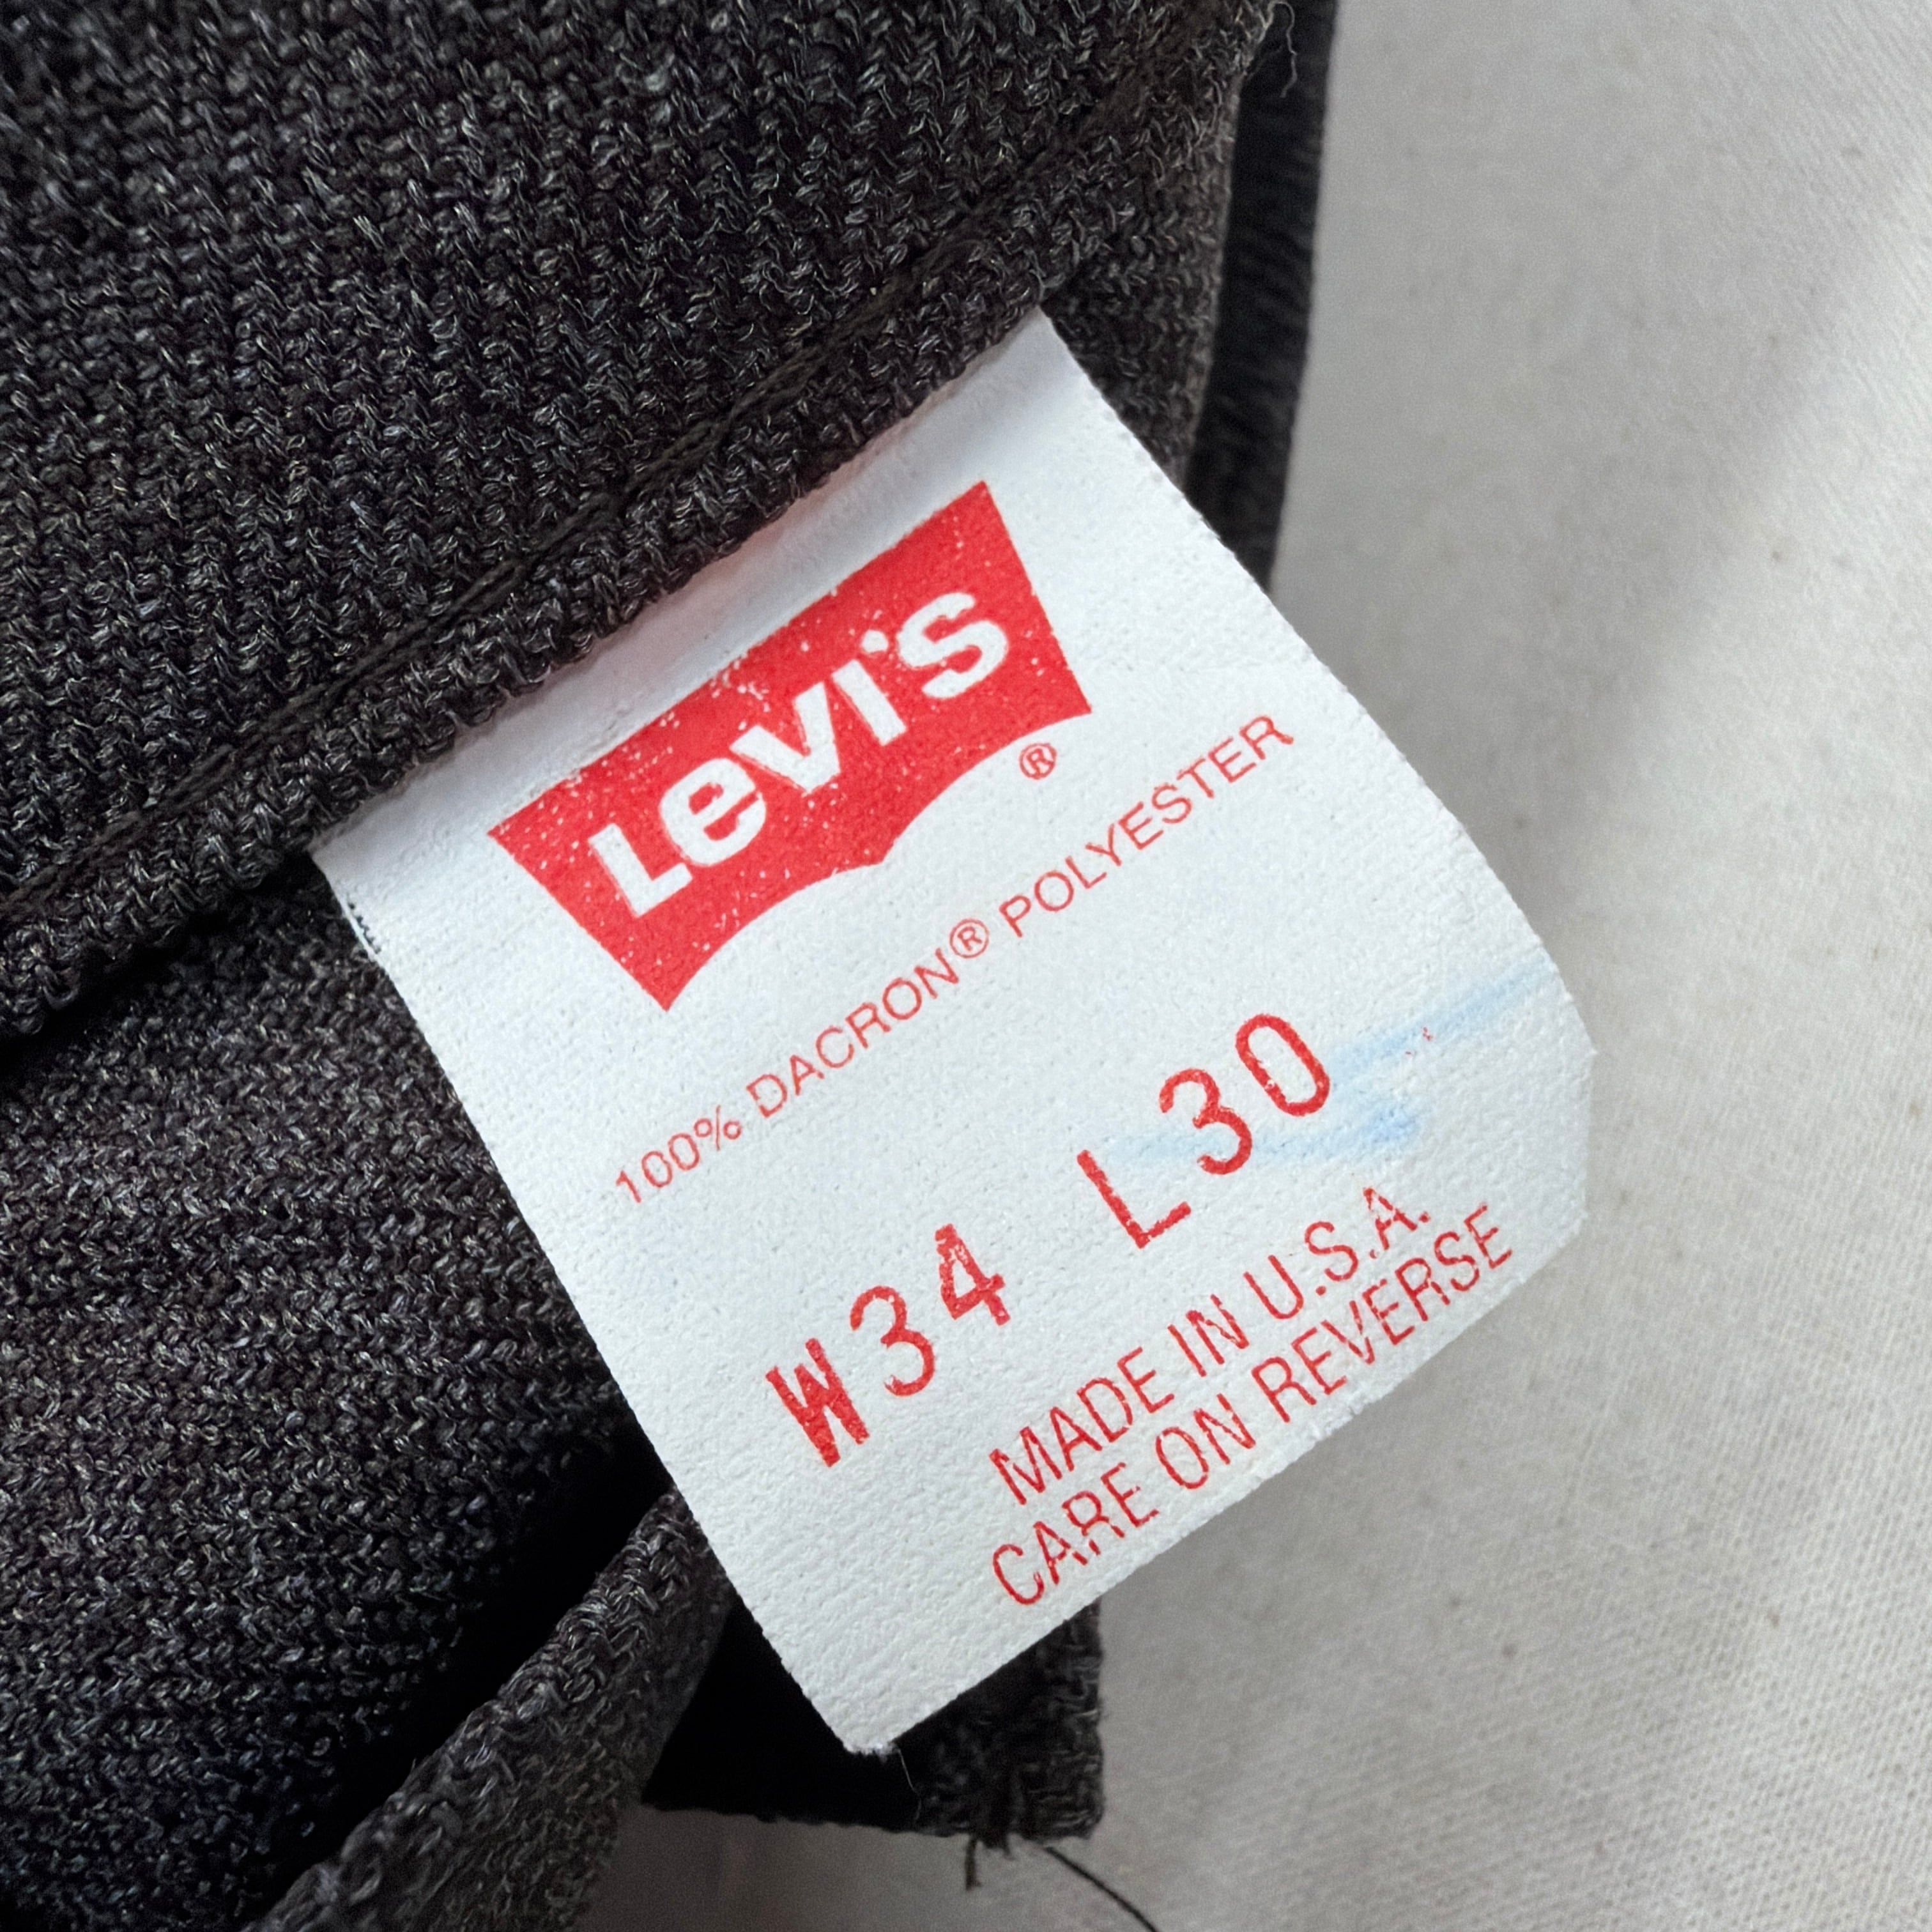 Levi's
®
100% DACRON® POLYESTER
W34 L30
MADE IN U.S.A.
CARE ON REVERSE